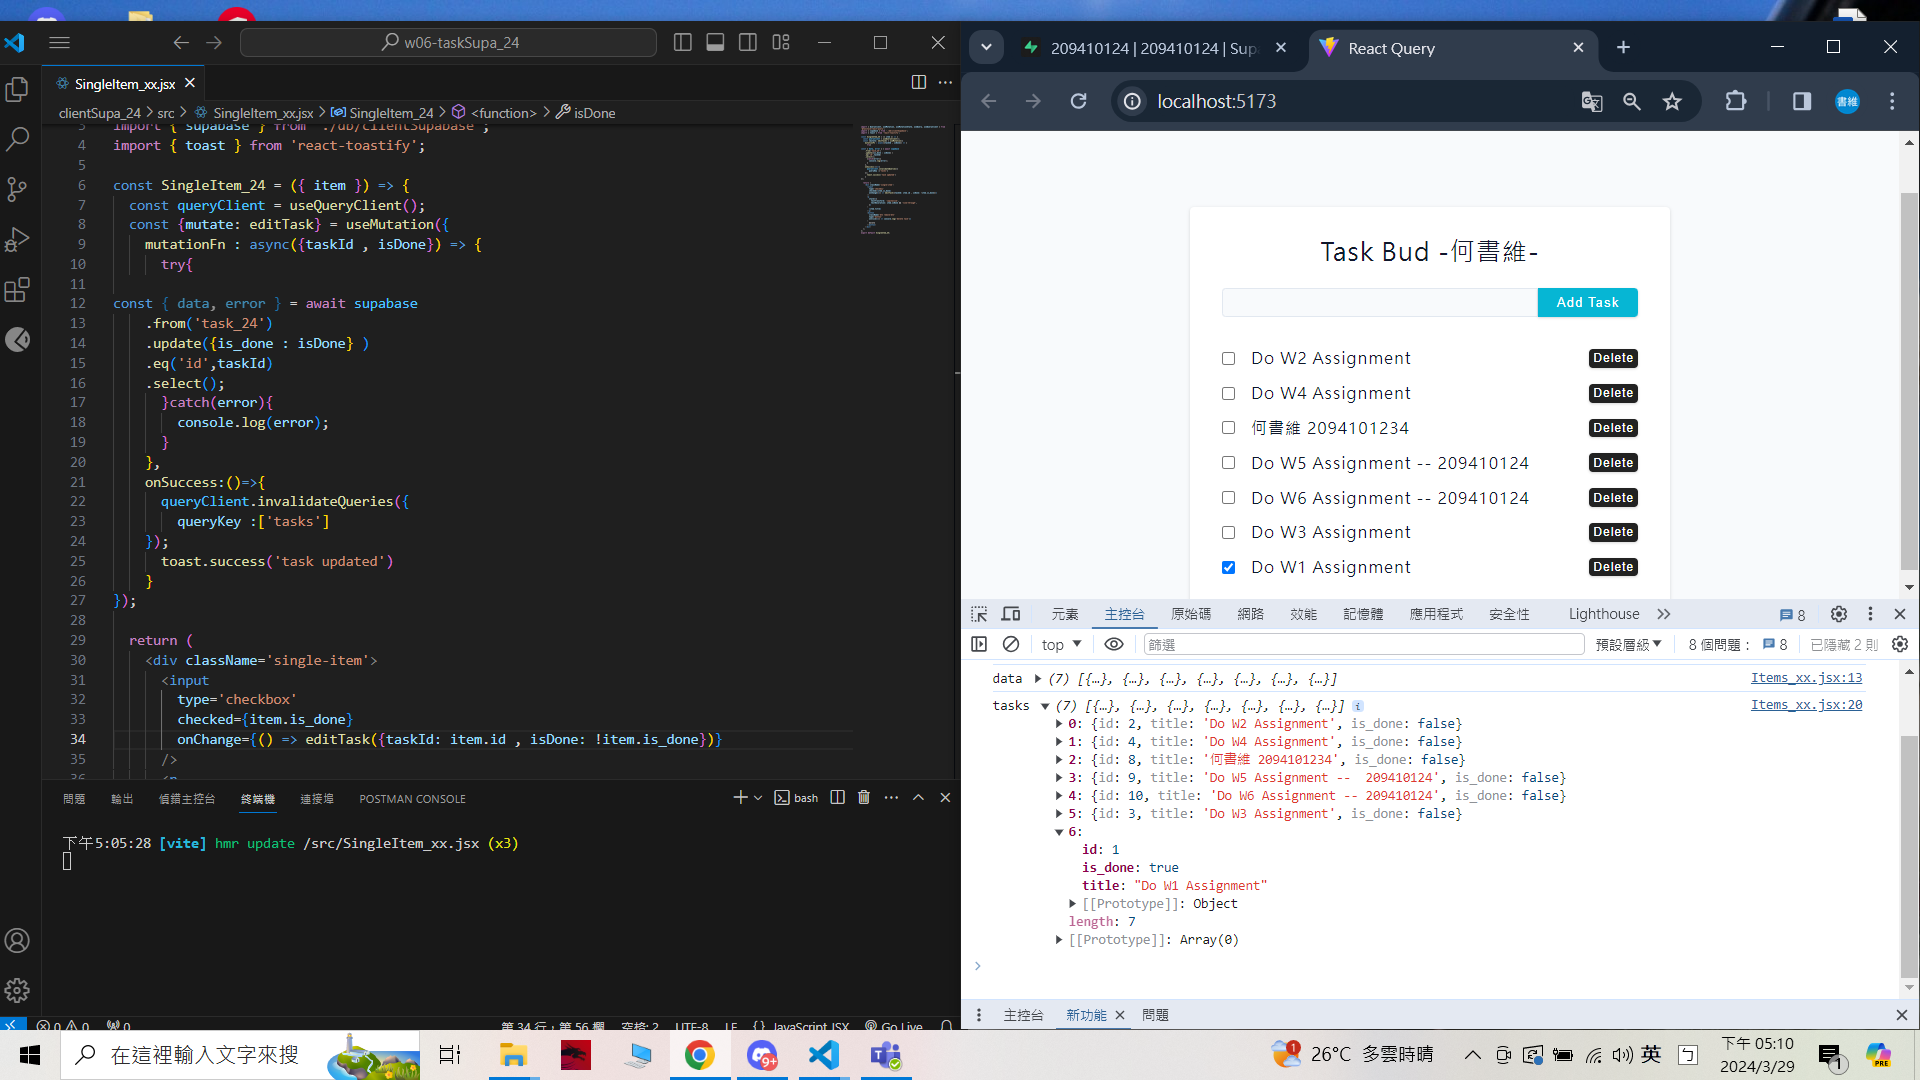 w06-taskSupa_24
SingleItem_xx.jsx
clientSupa_24 > src > SingleItem_xx.jsx > SingleItem_24 > <function> > isDone
3 import { supabase } from './db/clientSupabase';
4 import { toast } from 'react-toastify';
5
6 const SingleItem_24 = ({ item }) => {
7 const queryClient = useQueryClient();
8 const {mutate: editTask} = useMutation({
9 mutationFn : async({taskId , isDone}) => {
10 try{
11
12 const { data, error } = await supabase
13 .from('task_24')
14 .update({is_done : isDone} )
15 .eq('id',taskId)
16 .select();
17 }catch(error){
18 console.log(error);
19 }
20 },
21 onSuccess:()=>{
22 queryClient.invalidateQueries({
23 queryKey :['tasks']
24 });
25 toast.success('task updated')
26 }
27 });
28
29 return (
30 <div className='single-item'>
31 <input
32 type='checkbox'
33 checked={item.is_done}
34 onChange={() => editTask({taskId: item.id , isDone: !item.is_done})}
35 />
36 <p
問題 輸出 偵錯主控台 終端機 連接埠 POSTMAN CONSOLE
bash
下午5:05:28 [vite] hmr update /src/SingleItem_xx.jsx (x3)
0 0 0 第 34 行，第 56 欄 空格: 2 UTF-8 LF {} JavaScript JSX Go Live
209410124 | 209410124 | Sup
React Query
localhost:5173
書維
Task Bud -何書維-
Add Task
Do W2 Assignment Delete
Do W4 Assignment Delete
何書維 2094101234 Delete
Do W5 Assignment -- 209410124 Delete
Do W6 Assignment -- 209410124 Delete
Do W3 Assignment Delete
Do W1 Assignment Delete
元素 主控台 原始碼 網路 效能 記憶體 應用程式 安全性 Lighthouse 8
top 篩選 預設層級 8 個問題： 8 已隱藏 2 則
data (7) [{…}, {…}, {…}, {…}, {…}, {…}, {…}] Items_xx.jsx:13
tasks (7) [{…}, {…}, {…}, {…}, {…}, {…}, {…}] Items_xx.jsx:20
0: {id: 2, title: 'Do W2 Assignment', is_done: false}
1: {id: 4, title: 'Do W4 Assignment', is_done: false}
2: {id: 8, title: '何書維 2094101234', is_done: false}
3: {id: 9, title: 'Do W5 Assignment --  209410124', is_done: false}
4: {id: 10, title: 'Do W6 Assignment -- 209410124', is_done: false}
5: {id: 3, title: 'Do W3 Assignment', is_done: false}
6:
id: 1
is_done: true
title: "Do W1 Assignment"
[[Prototype]]: Object
length: 7
[[Prototype]]: Array(0)
主控台 新功能 問題
在這裡輸入文字來搜
9+
1
26°C 多雲時晴
英
ㄅ
下午 05:10
2024/3/29
1
PRE